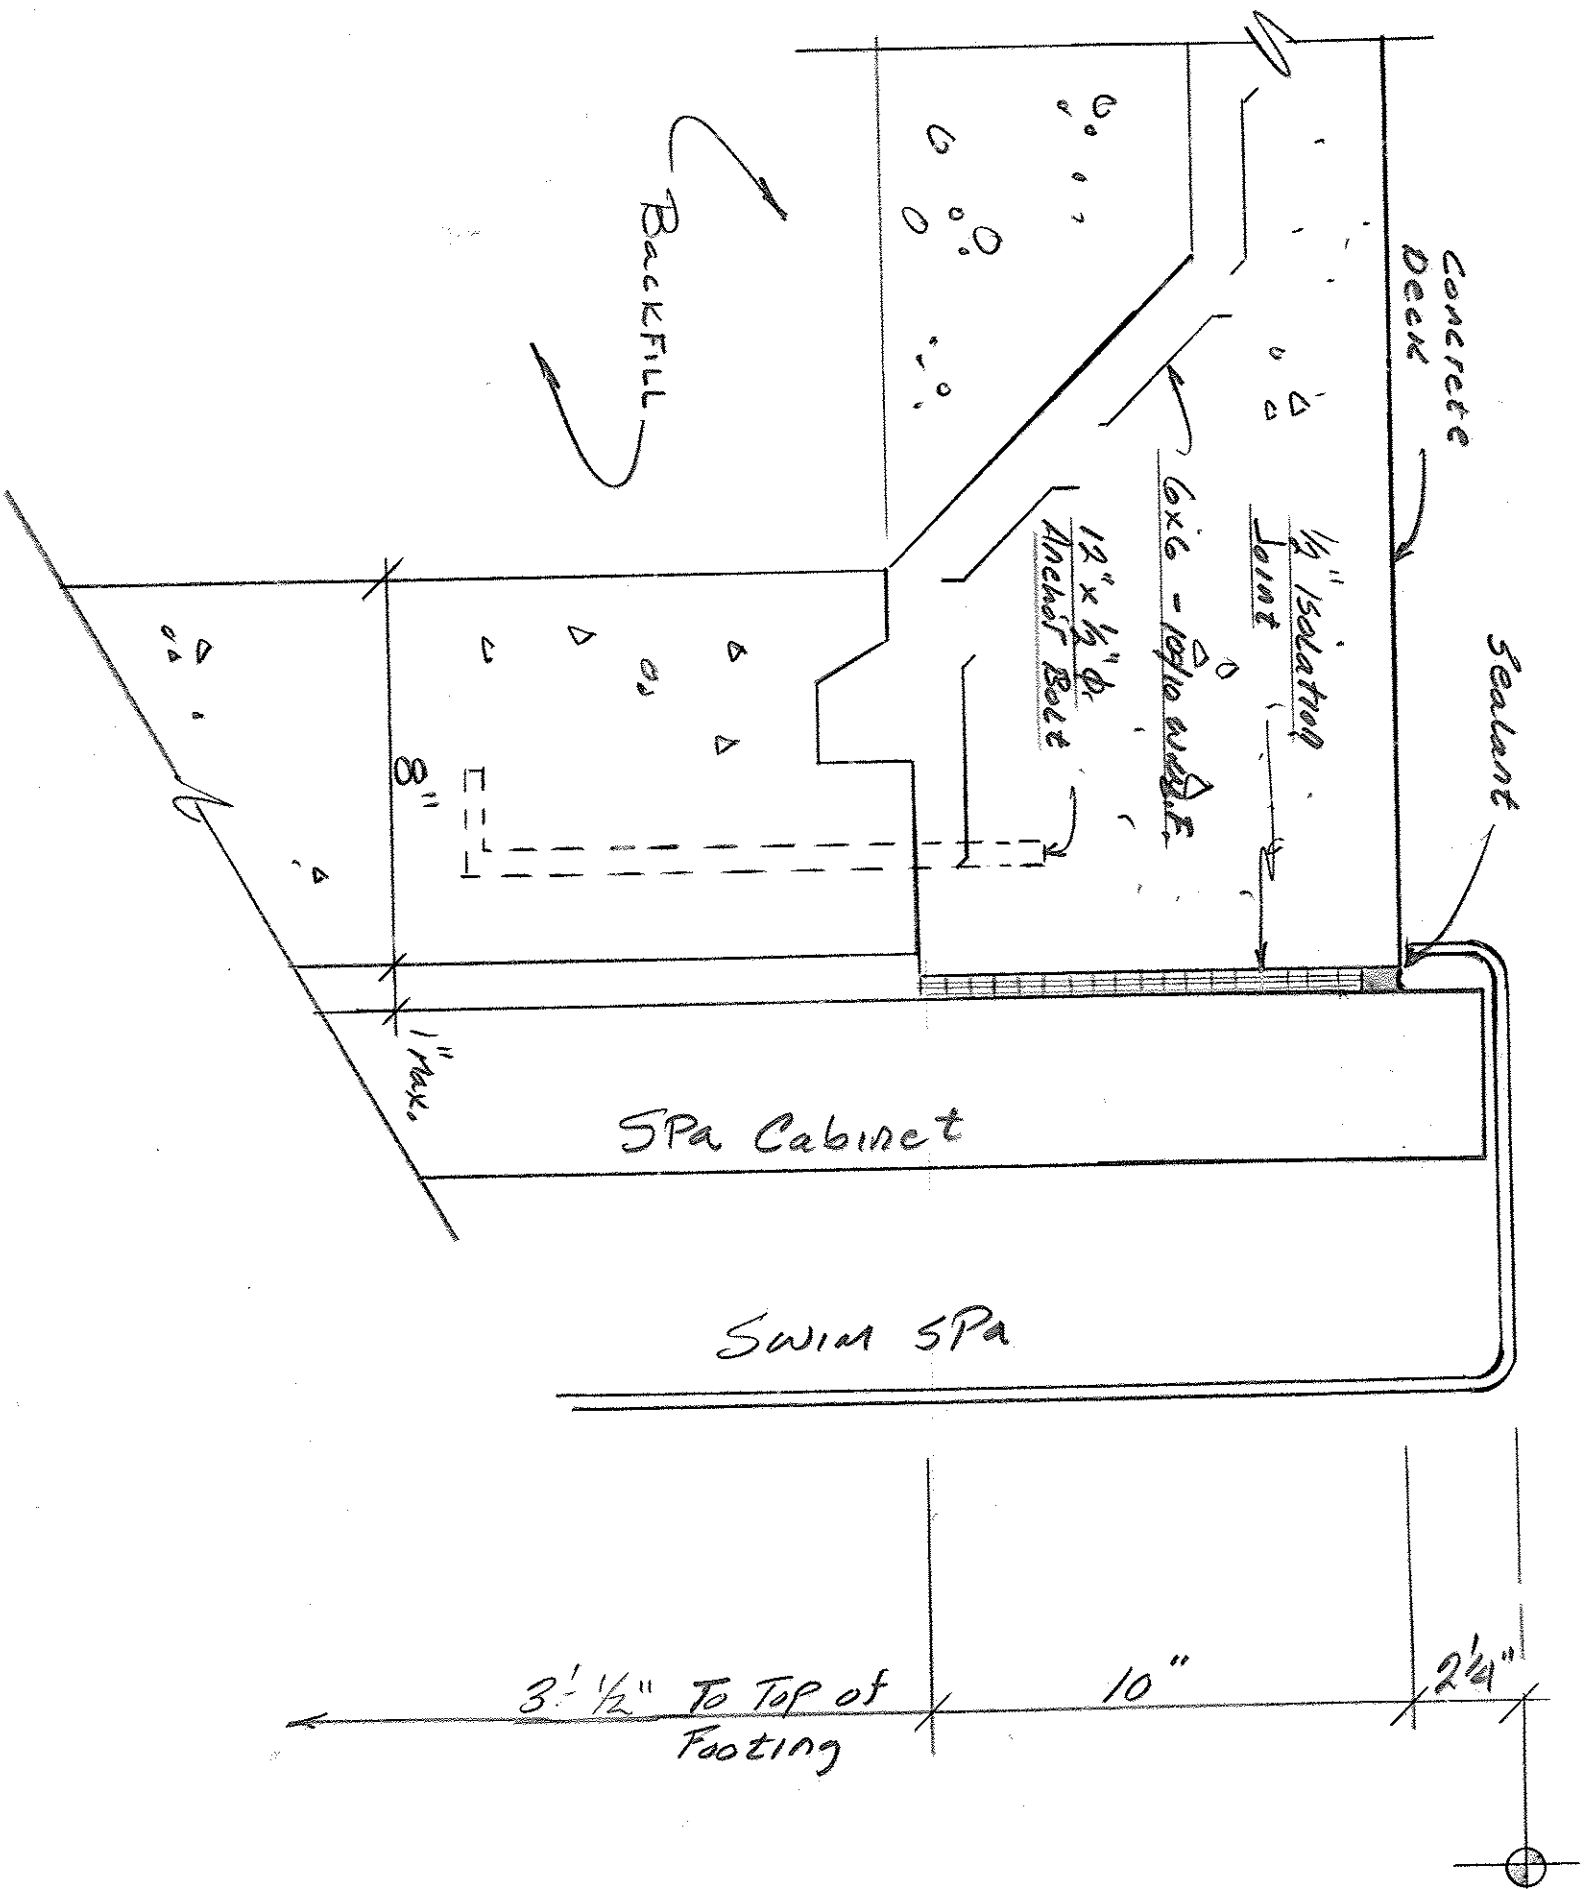 Concrete
Deck
Sealant
1/2" Isolation
Joint
6x6 - 10/10 W.W.F.
12" x 1/2" φ
Anchor Bolt
BackFill
8"
1" Max.
Spa Cabinet
Swim Spa
3'-1/2" To Top of
Footing
10"
2 1/4"